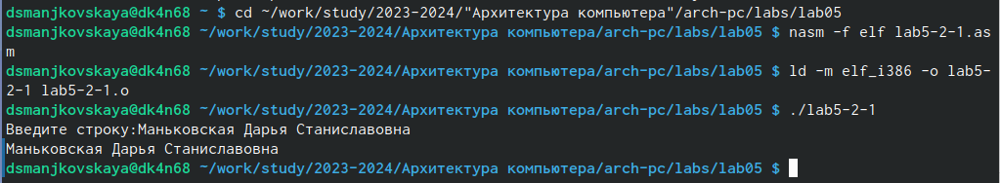 dsmanjkovskaya@dk4n68 ~ $ cd ~/work/study/2023-2024/"Архитектура компьютера"/arch-pc/labs/lab05
dsmanjkovskaya@dk4n68 ~/work/study/2023-2024/Архитектура компьютера/arch-pc/labs/lab05 $ nasm -f elf lab5-2-1.as
m
dsmanjkovskaya@dk4n68 ~/work/study/2023-2024/Архитектура компьютера/arch-pc/labs/lab05 $ ld -m elf_i386 -o lab5-
2-1 lab5-2-1.o
dsmanjkovskaya@dk4n68 ~/work/study/2023-2024/Архитектура компьютера/arch-pc/labs/lab05 $ ./lab5-2-1
Введите строку:Маньковская Дарья Станиславовна
Маньковская Дарья Станиславовна
dsmanjkovskaya@dk4n68 ~/work/study/2023-2024/Архитектура компьютера/arch-pc/labs/lab05 $